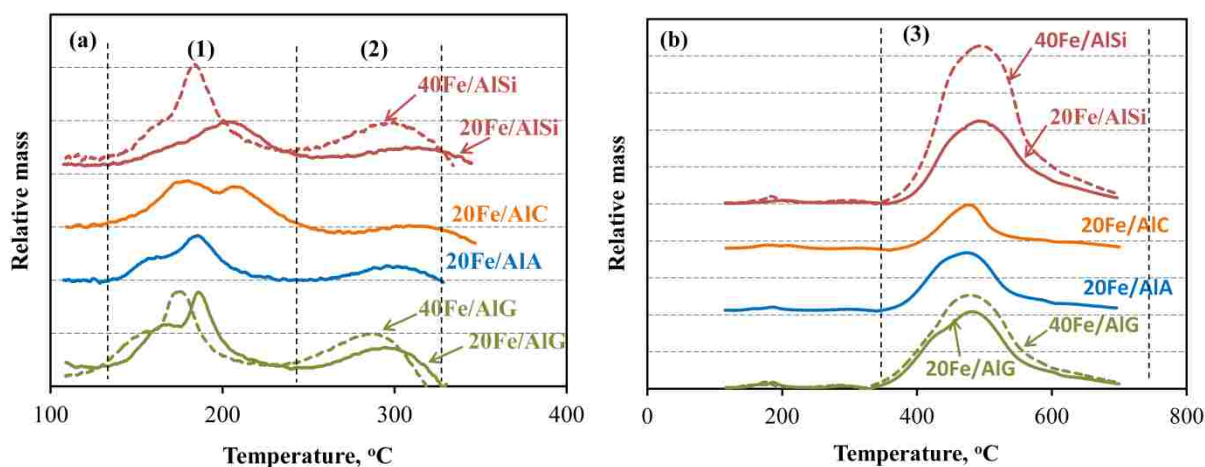 (a)
(1)
(2)
40Fe/AlSi
20Fe/AlSi
20Fe/AlC
20Fe/AlA
40Fe/AlG
20Fe/AlG
Relative mass
100 200 300 400
Temperature, °C
(b)
(3)
40Fe/AlSi
20Fe/AlSi
20Fe/AlC
20Fe/AlA
40Fe/AlG
20Fe/AlG
Relative mass
0 200 400 600 800
Temperature, °C